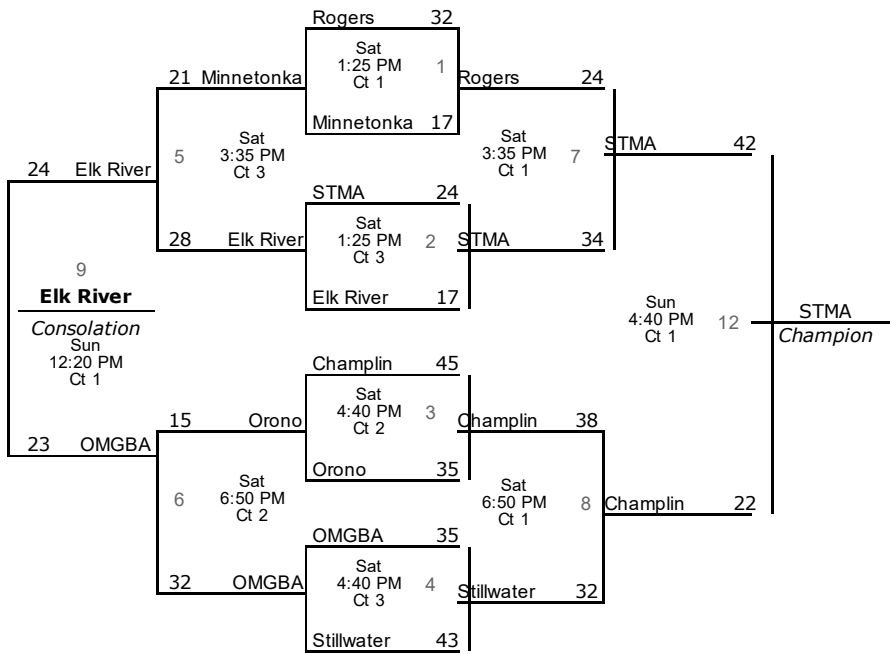 Rogers 32
Sat
1:25 PM 1
Ct 1
21 Minnetonka
Rogers 24
Minnetonka 17
Sat
5 3:35 PM
Ct 3
Sat
3:35 PM 7
Ct 1
STMA 42
24 Elk River
STMA 24
Sat
1:25 PM 2
Ct 3
28 Elk River
STMA 34
9
Elk River
Consolation
Sun
12:20 PM
Ct 1
Elk River 17
Sun
4:40 PM 12
Ct 1
STMA
Champion
Champlin 45
Sat
4:40 PM 3
Ct 2
15 Orono
Champlin 38
23 OMGBA
Orono 35
Sat
6 6:50 PM
Ct 2
Sat
6:50 PM 8
Ct 1
Champlin 22
OMGBA 35
Sat
4:40 PM 4
Ct 3
32 OMGBA
Stillwater 32
Stillwater 43